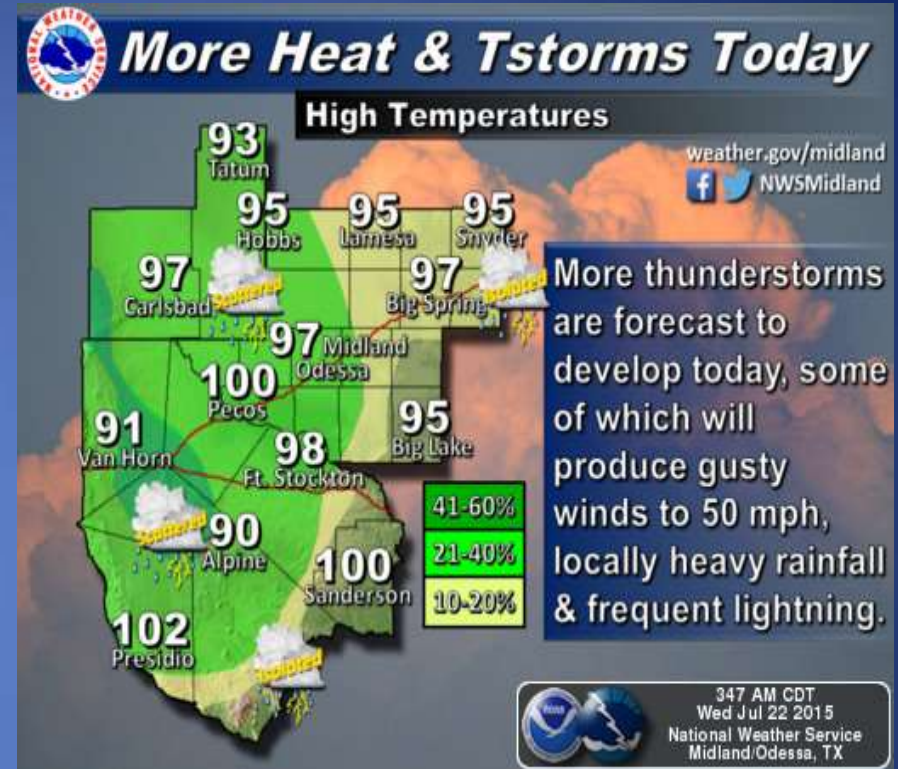 NATIONAL WEATHER SERVICE
More Heat & Tstorms Today
High Temperatures
weather.gov/midland
NWSMidland
93
Tatum
95
Hobbs
95
Lamesa
95
Snyder
97
Carlsbad
Scattered
97
Big Spring
Isolated
97 Midland
Odessa
100
Pecos
91
Van Horn
98
Ft. Stockton
95
Big Lake
Scattered
90
Alpine
100
Sanderson
102
Presidio
Isolated
41-60%
21-40%
10-20%
More thunderstorms
are forecast to
develop today, some
of which will
produce gusty
winds to 50 mph,
locally heavy rainfall
& frequent lightning.
347 AM CDT
Wed Jul 22 2015
National Weather Service
Midland/Odessa, TX